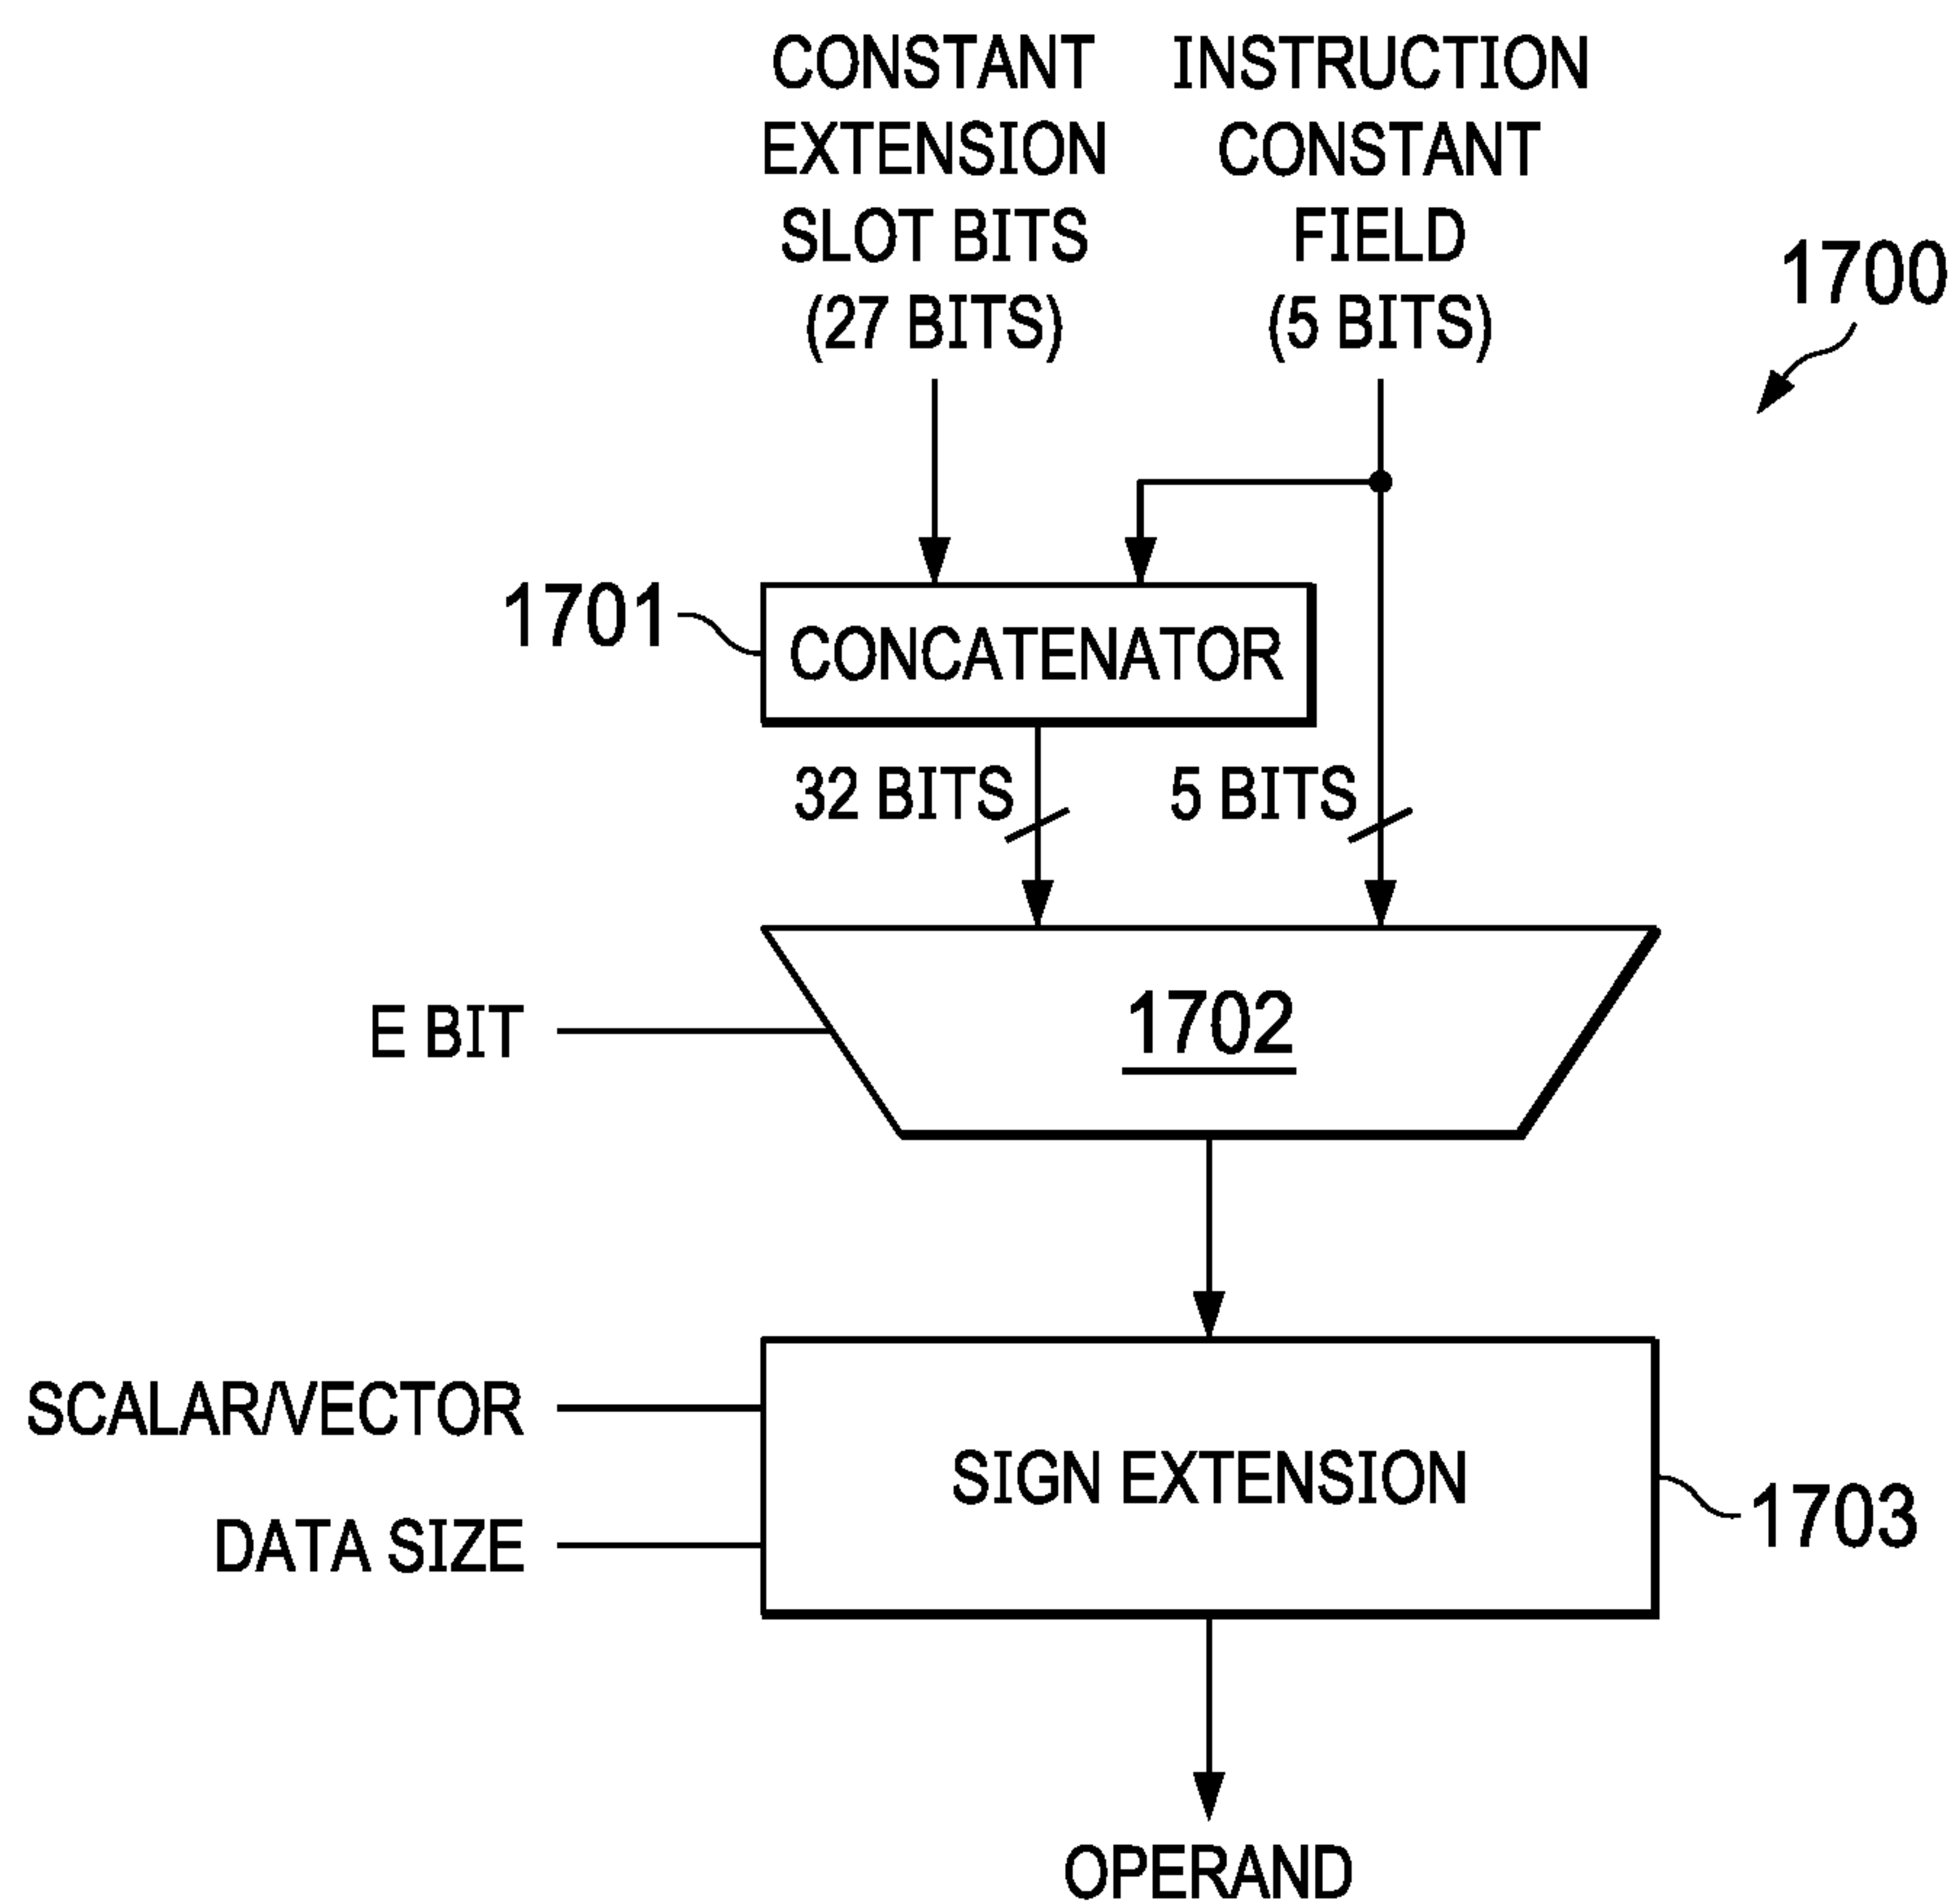 CONSTANT
EXTENSION
SLOT BITS
(27 BITS)
INSTRUCTION
CONSTANT
FIELD
(5 BITS)
1700
1701
CONCATENATOR
32 BITS
5 BITS
E BIT
1702
SCALAR/VECTOR
DATA SIZE
SIGN EXTENSION
1703
OPERAND